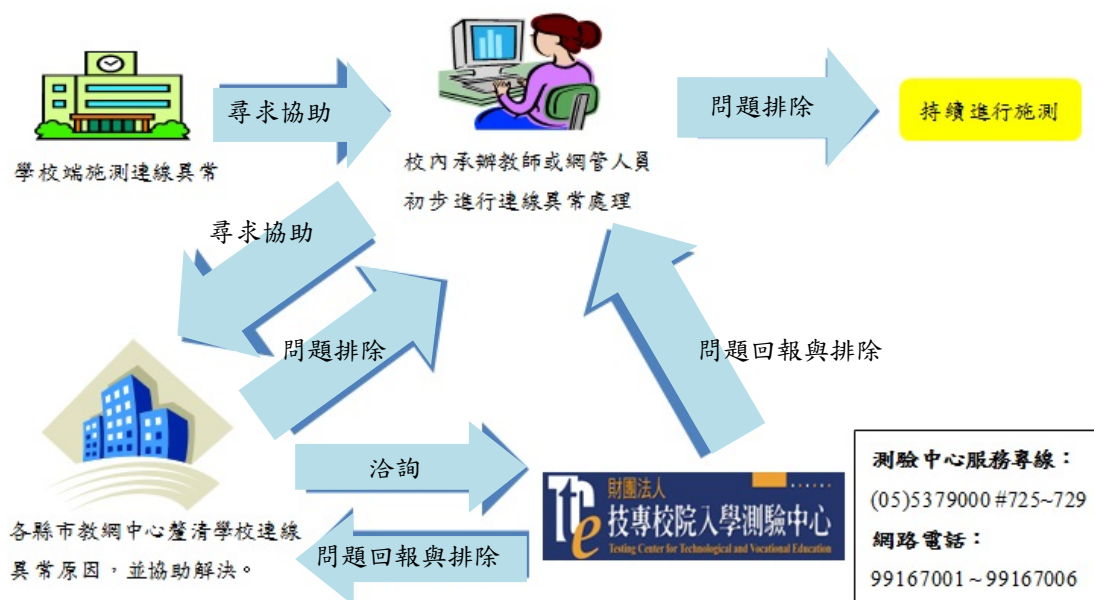 尋求協助
問題排除
持續進行施測
學校端施測連線異常
校內承辦教師或網管人員
初步進行連線異常處理
尋求協助
問題排除
問題回報與排除
洽詢
各縣市教網中心釐清學校連線
異常原因,並協助解決。
問題回報與排除
ttce
財團法人
技專校院入學測驗中心
Testing Center for Technological and Vocational Education
測驗中心服務專線:
(05)5379000 #725~729
網路電話:
99167001~99167006